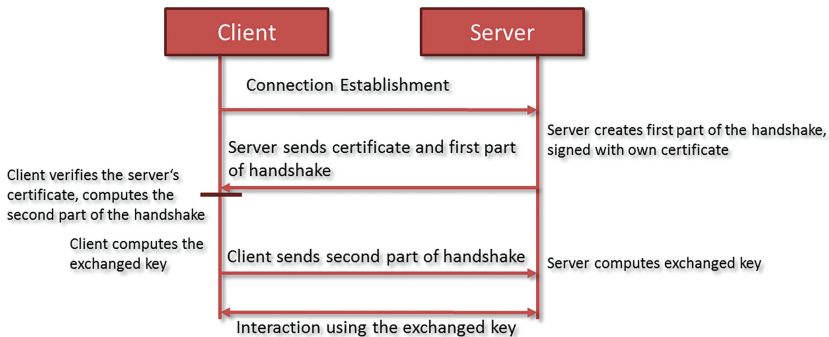 Client
Server
Connection Establishment
Server creates first part of the handshake,
signed with own certificate
Server sends certificate and first part
of handshake
Client verifies the server‘s
certificate, computes the
second part of the handshake
Client computes the
exchanged key
Client sends second part of handshake
Server computes exchanged key
Interaction using the exchanged key